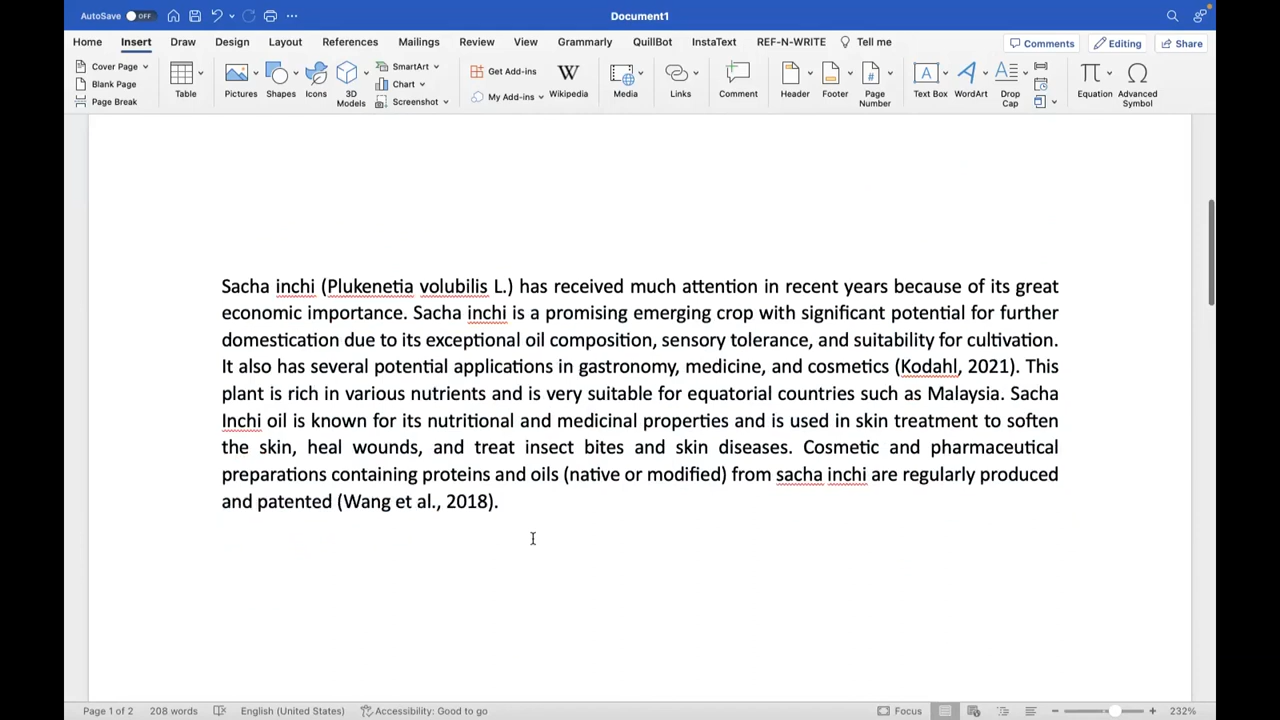 AutoSave OFF Document1
Home Insert Draw Design Layout References Mailings Review View Grammarly QuillBot InstaText REF-N-WRITE Tell me Comments Editing Share
Cover Page
Blank Page
Page Break
Table
Pictures
Shapes
Icons
3D
Models
SmartArt
Chart
Screenshot
Get Add-ins
My Add-ins
Wikipedia
Media
Links
Comment
Header
Footer
Page
Number
Text Box
WordArt
Drop
Cap
Equation
Advanced
Symbol
Sacha inchi (Plukenetia volubilis L.) has received much attention in recent years because of its great
economic importance. Sacha inchi is a promising emerging crop with significant potential for further
domestication due to its exceptional oil composition, sensory tolerance, and suitability for cultivation.
It also has several potential applications in gastronomy, medicine, and cosmetics (Kodahl, 2021). This
plant is rich in various nutrients and is very suitable for equatorial countries such as Malaysia. Sacha
Inchi oil is known for its nutritional and medicinal properties and is used in skin treatment to soften
the skin, heal wounds, and treat insect bites and skin diseases. Cosmetic and pharmaceutical
preparations containing proteins and oils (native or modified) from sacha inchi are regularly produced
and patented (Wang et al., 2018).
Page 1 of 2 208 words English (United States) Accessibility: Good to go Focus 232%